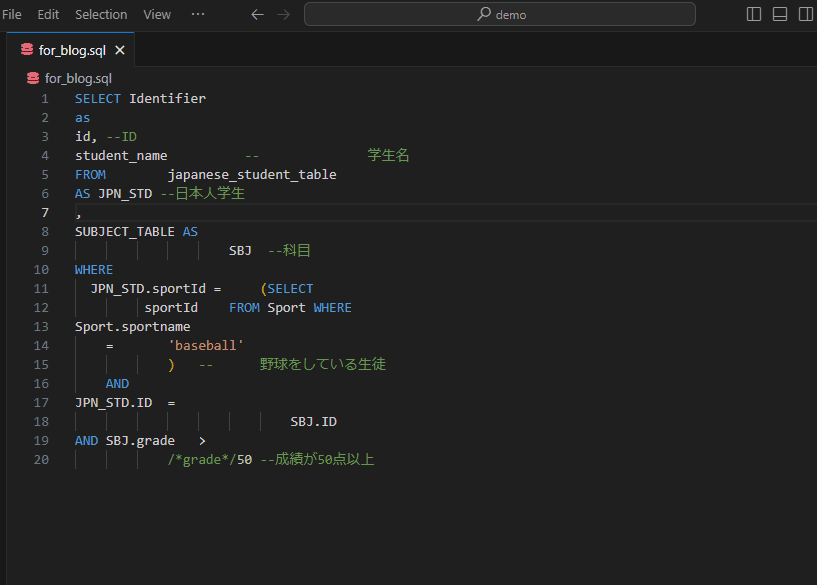 File Edit Selection View ··· ← → demo
for_blog.sql ×
for_blog.sql
1 SELECT Identifier
2 as
3 id, --ID
4 student_name -- 学生名
5 FROM japanese_student_table
6 AS JPN_STD --日本人学生
7 ,
8 SUBJECT_TABLE AS
9 SBJ --科目
10 WHERE
11 JPN_STD.sportId = (SELECT
12 sportId FROM Sport WHERE
13 Sport.sportname
14 = 'baseball'
15 ) -- 野球をしている生徒
16 AND
17 JPN_STD.ID =
18 SBJ.ID
19 AND SBJ.grade >
20 /*grade*/50 --成績が50点以上